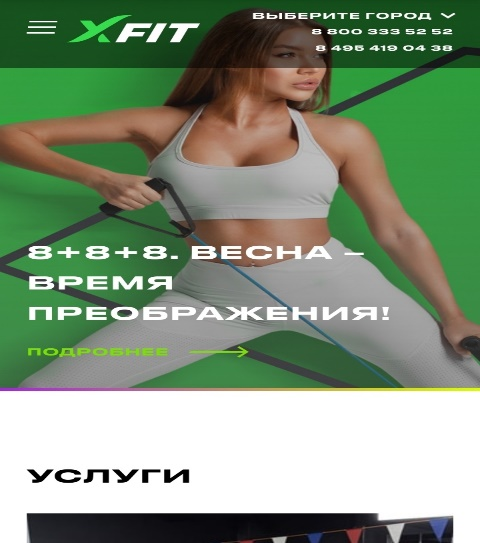 XFIT
ВЫБЕРИТЕ ГОРОД
8 800 333 52 52
8 495 419 04 38
8+8+8. ВЕСНА –
ВРЕМЯ
ПРЕОБРАЖЕНИЯ!
ПОДРОБНЕЕ
УСЛУГИ